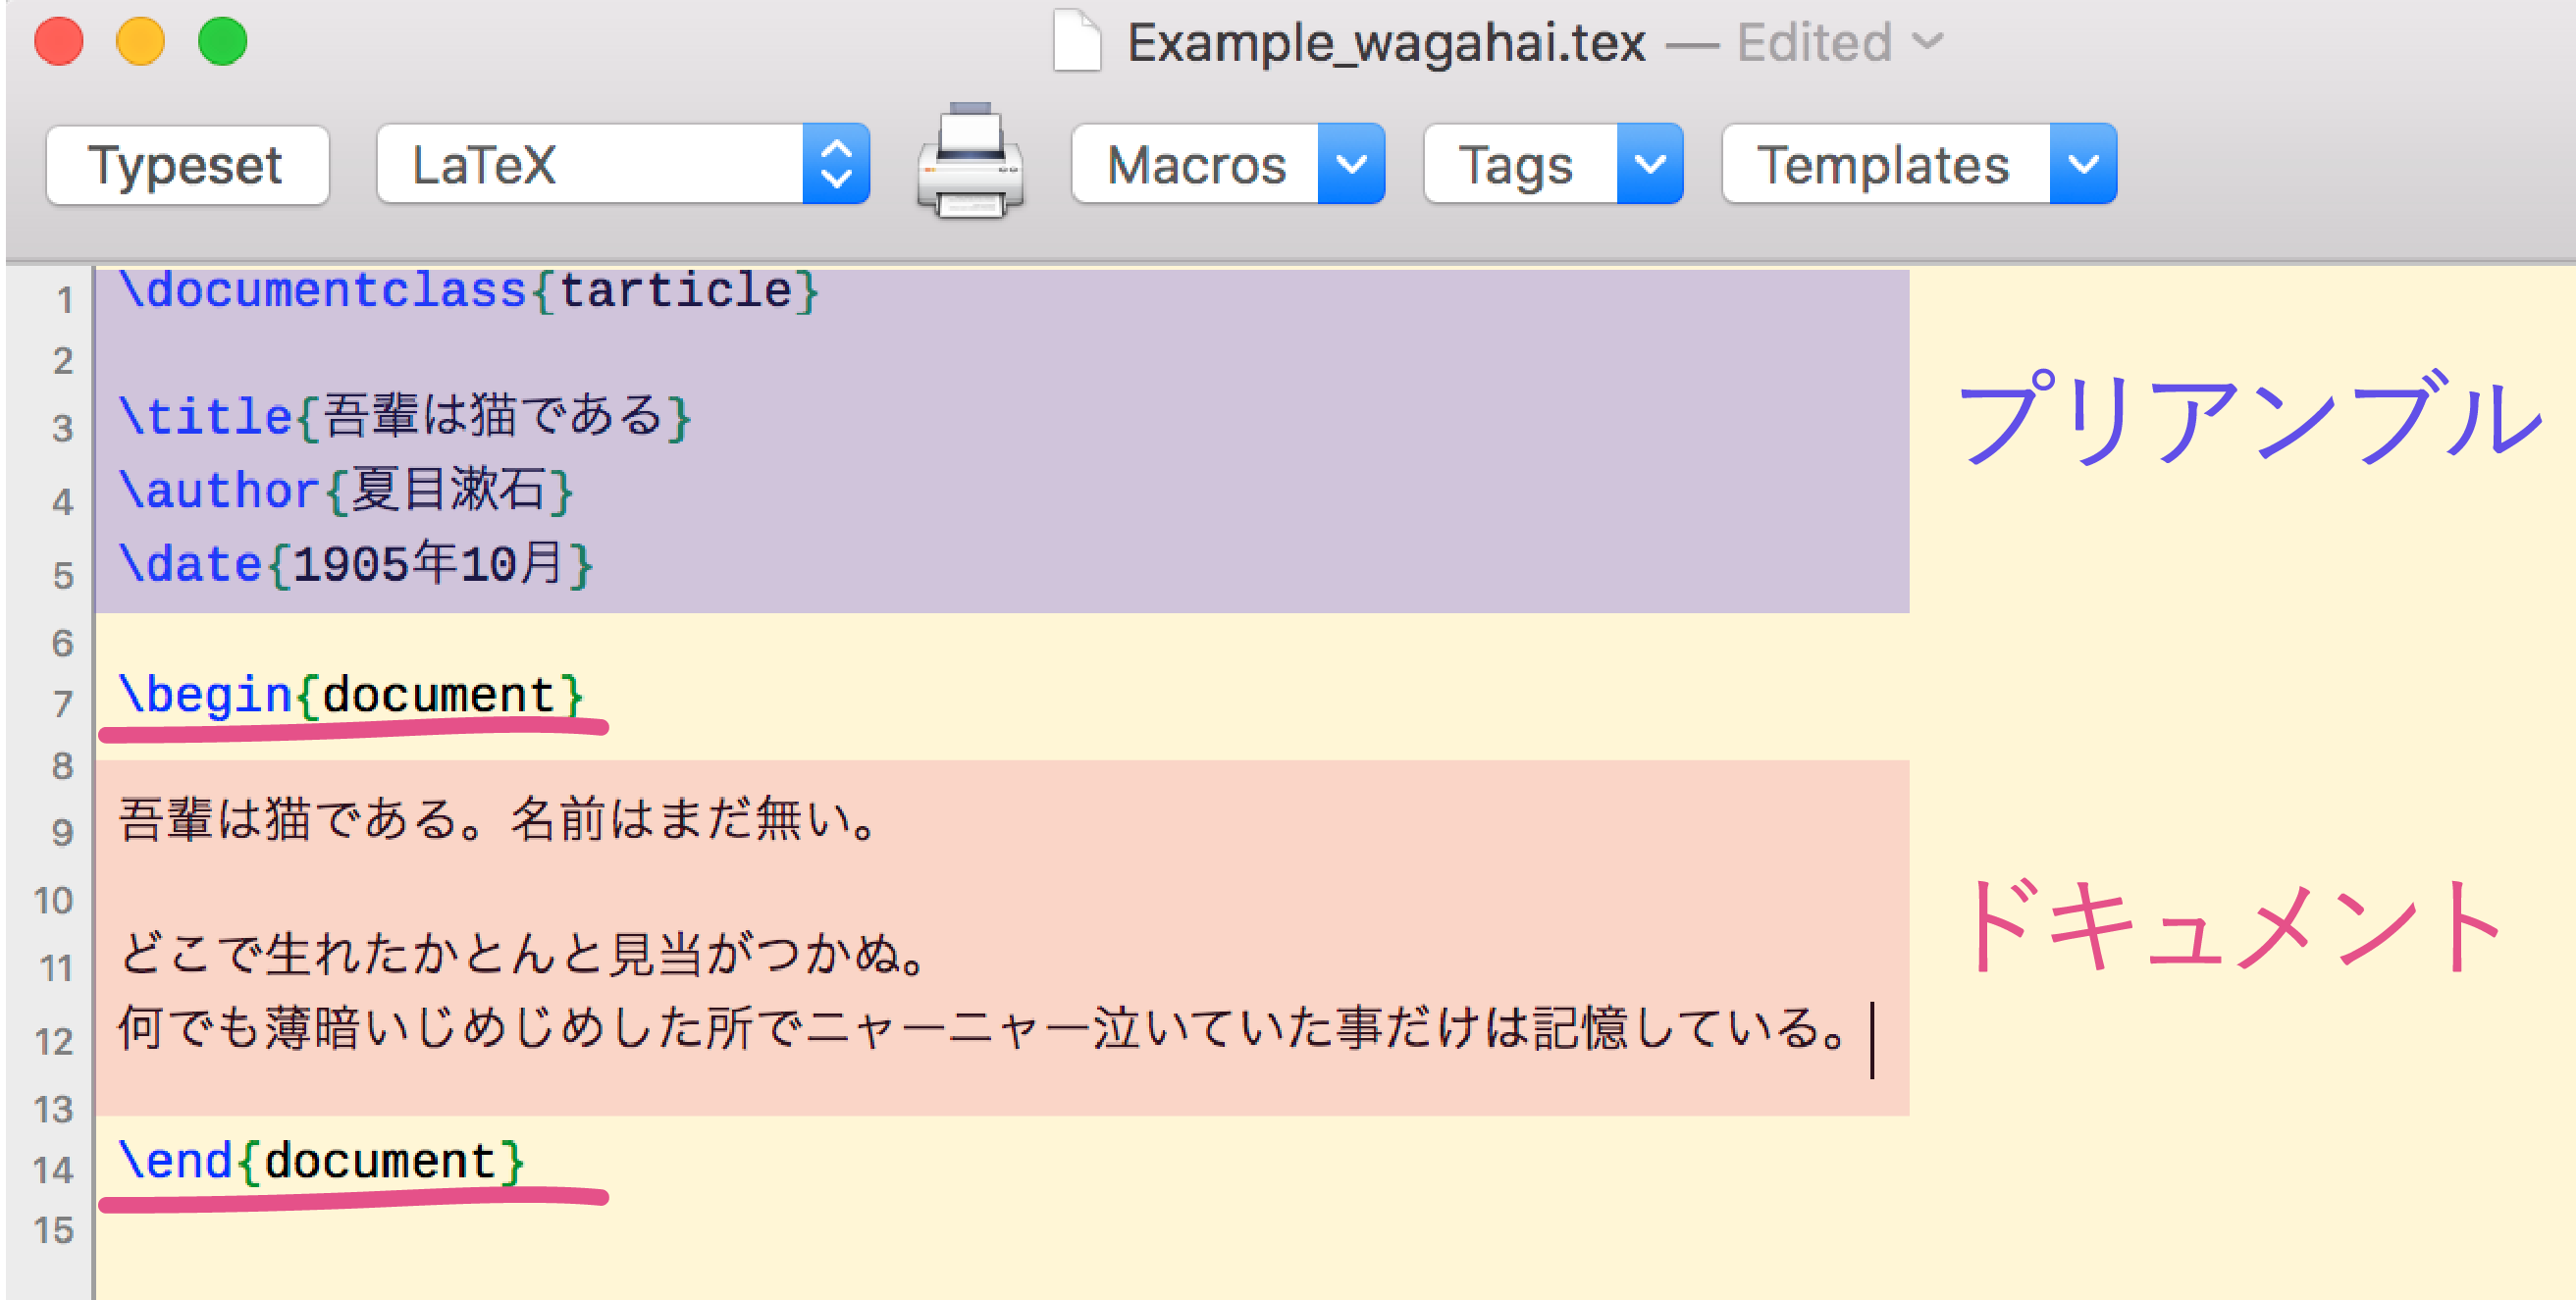 Example_wagahai.tex — Edited
Typeset LaTeX Macros Tags Templates
1 \documentclass{tarticle}
2
3 \title{吾輩は猫である}
プリアンブル
4 \author{夏目漱石}
5 \date{1905年10月}
6
7 \begin{document}
8
9 吾輩は猫である。名前はまだ無い。
10
ドキュメント
11 どこで生れたかとんと見当がつかぬ。
12 何でも薄暗いじめじめした所でニャーニャー泣いていた事だけは記憶している。
13
14 \end{document}
15